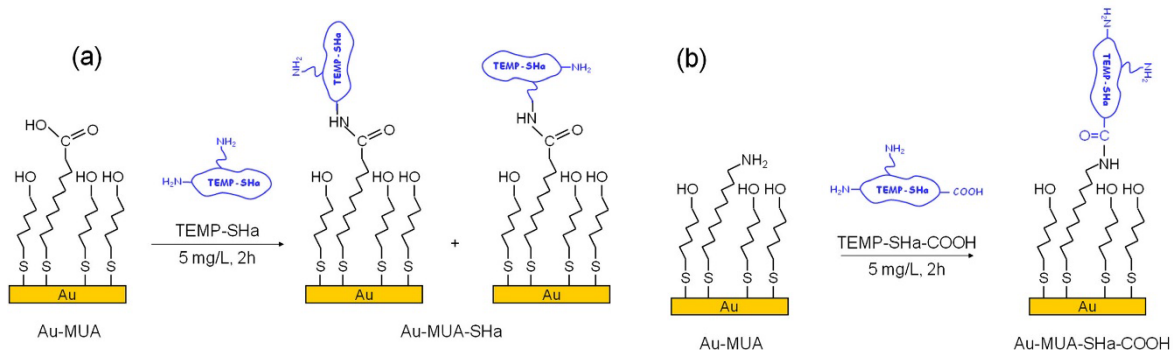 (a)
HO
C
O
HO
HO
HO
S
S
S
S
Au
Au-MUA
NH2
H2N
TEMP-SHa
TEMP-SHa
5 mg/L, 2h
NH2
TEMP-SHa
HN
C
O
HO
HO
HO
S
S
S
S
Au
+
TEMP-SHa
NH2
HN
C
O
HO
HO
HO
S
S
S
S
Au
Au-MUA-SHa
(b)
NH2
HO
HO
HO
S
S
S
S
Au
Au-MUA
NH2
H2N
TEMP-SHa
COOH
TEMP-SHa-COOH
5 mg/L, 2h
H2N
TEMP-SHa
NH2
O=C
NH
HO
HO
HO
S
S
S
S
Au
Au-MUA-SHa-COOH